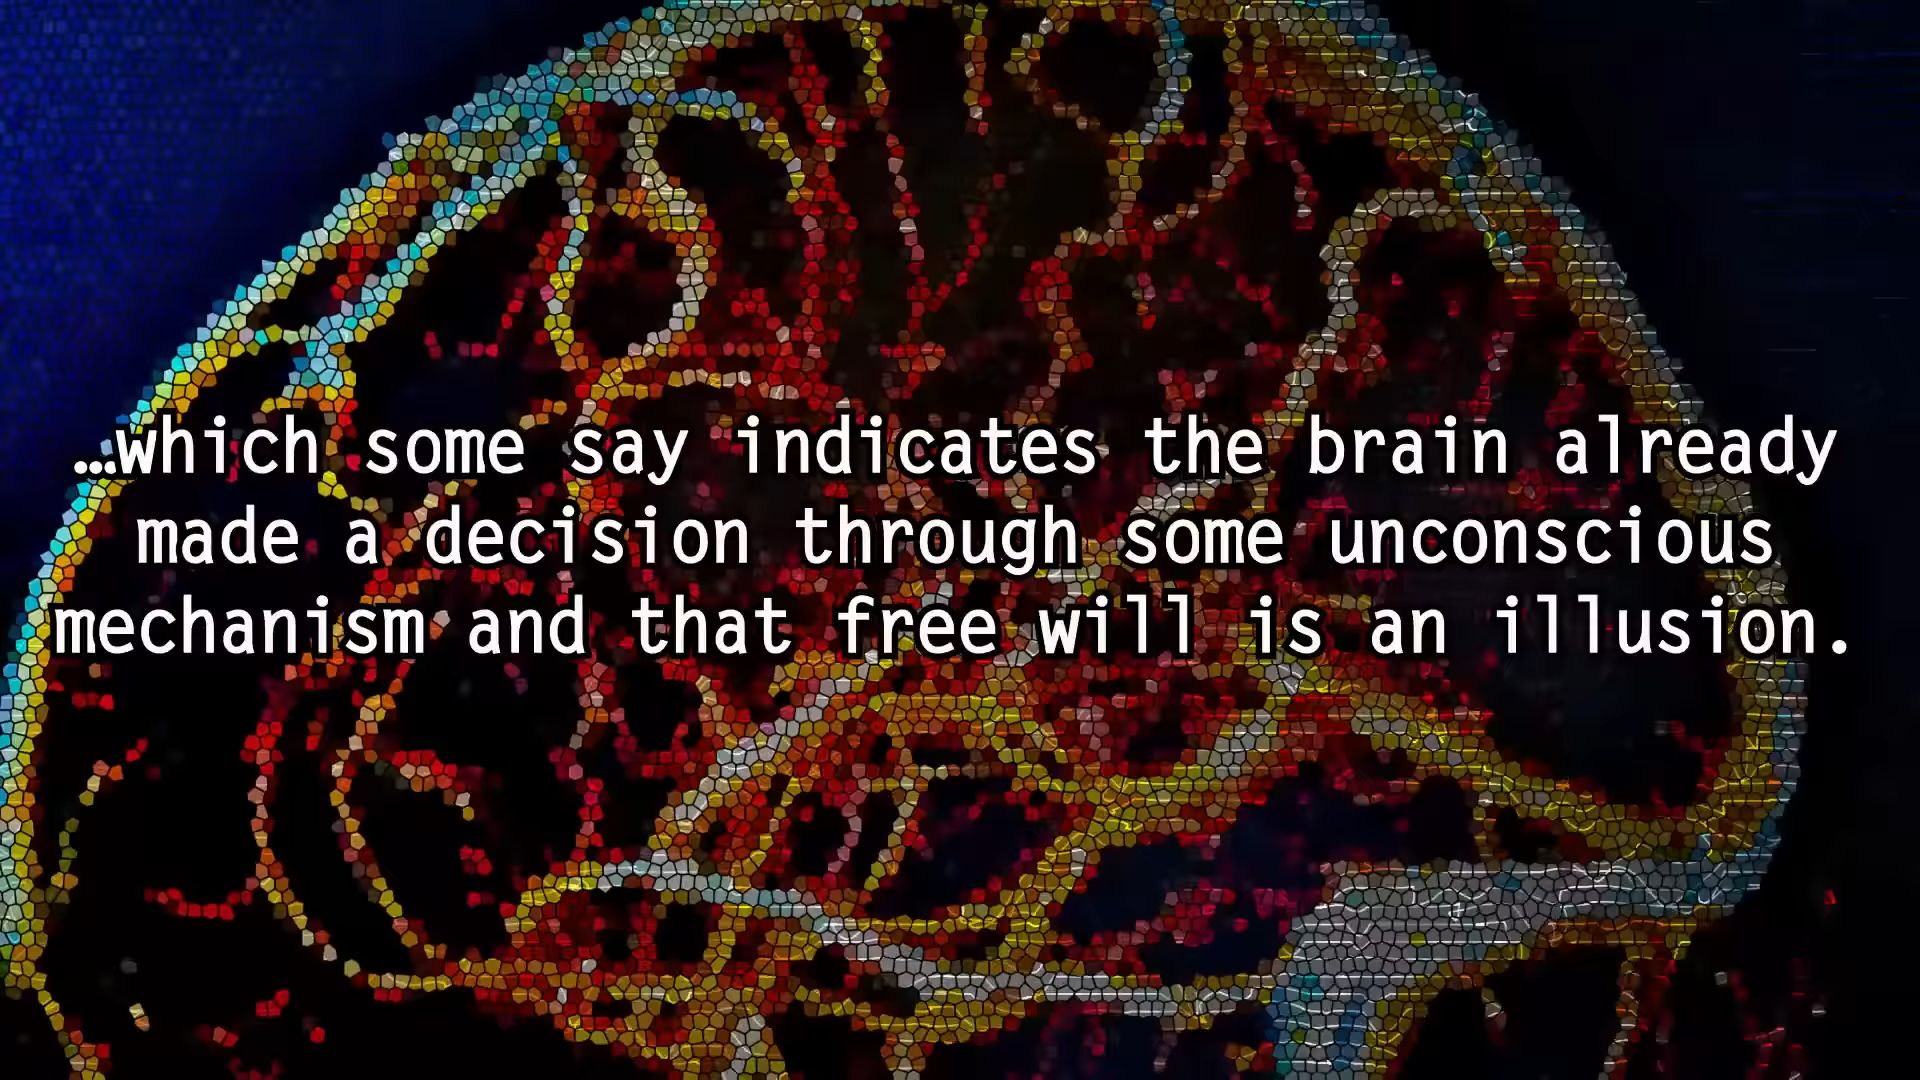 …which some say indicates the brain already
made a decision through some unconscious
mechanism and that free will is an illusion.